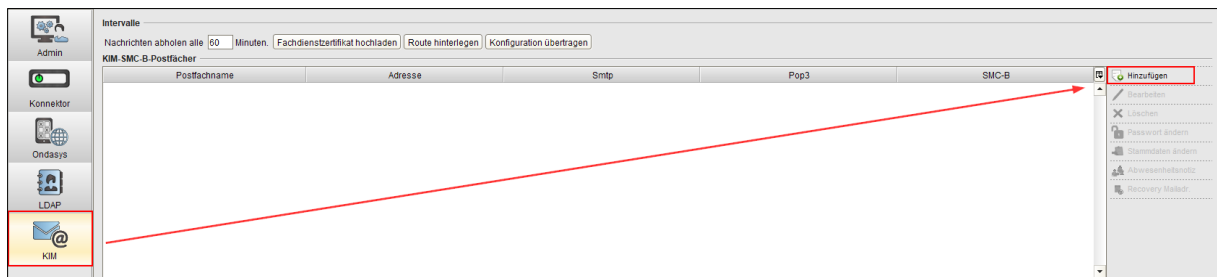 Admin
Konnektor
Ondasys
LDAP
@
KIM
Intervalle
Nachrichten abholen alle 60 Minuten. Fachdienstzertifikat hochladen Route hinterlegen Konfiguration übertragen
KIM-SMC-B-Postfächer
Postfachname Adresse Smtp Pop3 SMC-B
Hinzufügen
Bearbeiten
Löschen
Passwort ändern
Stammdaten ändern
Abwesenheitsnotiz
Recovery Mailadr.